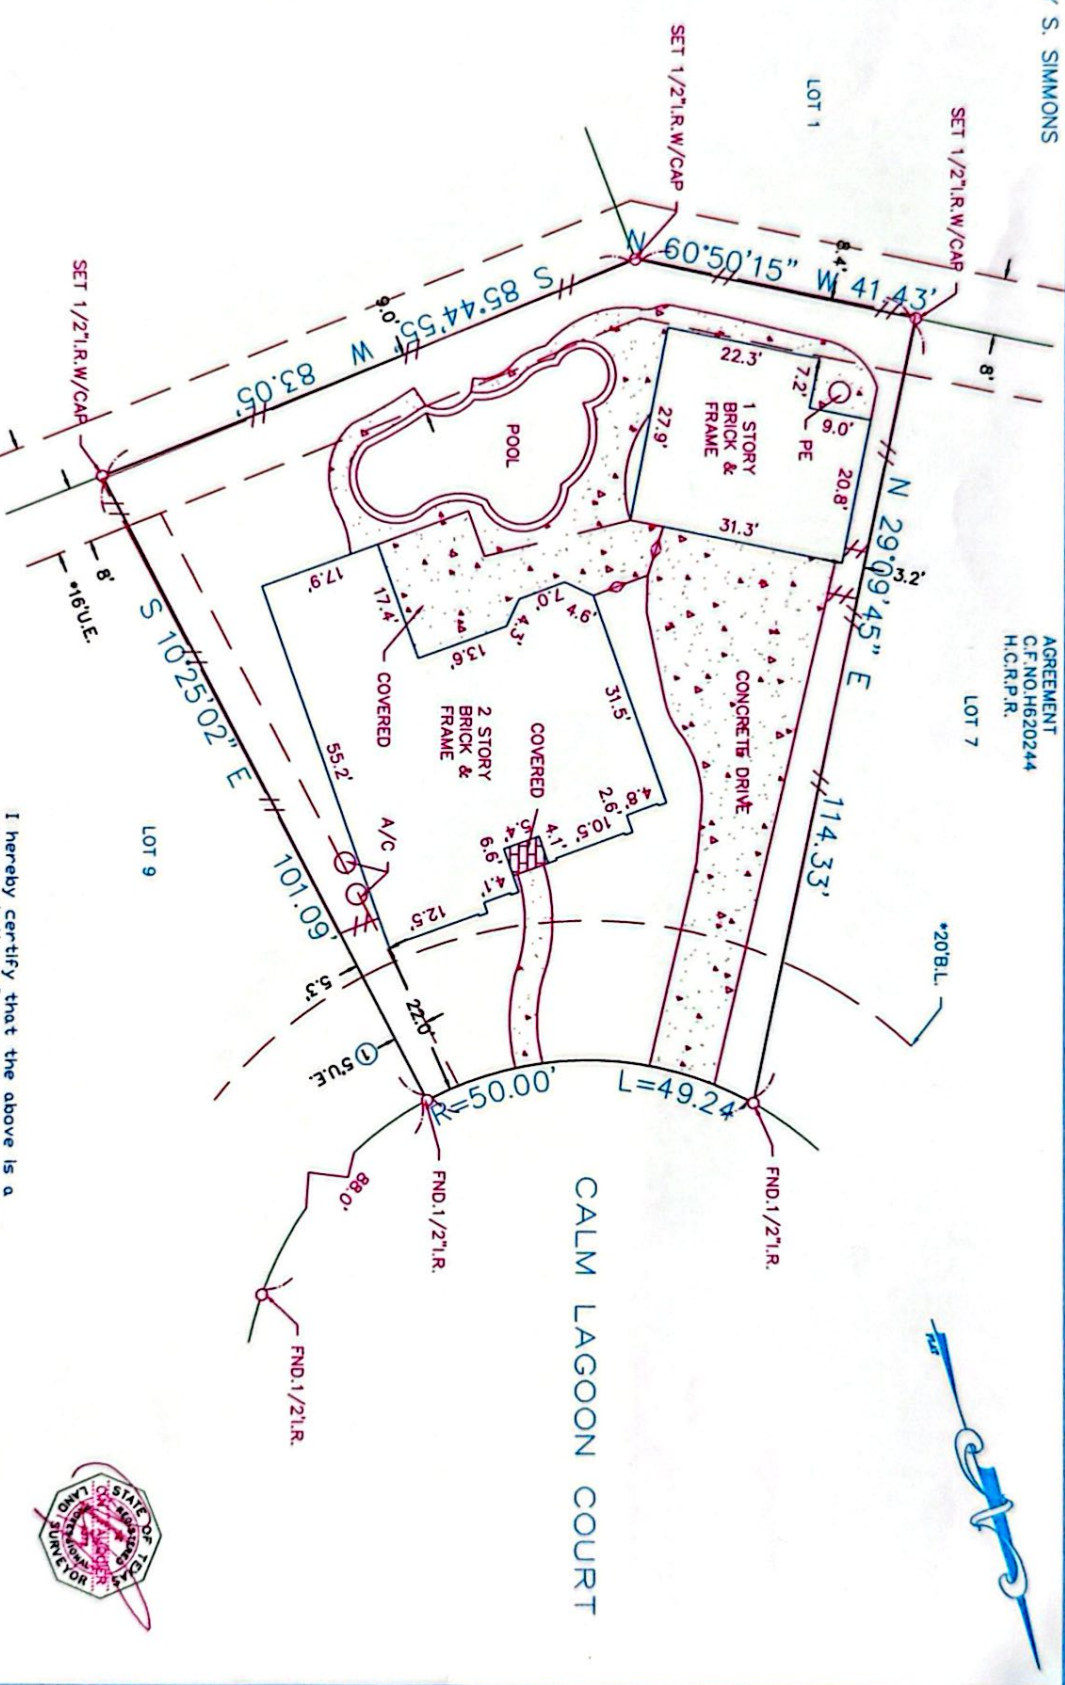 Y S. SIMMONS
AGREEMENT
C.F.NO.H620244
H.C.R.P.R.
LOT 1
LOT 7
LOT 9
SET 1/2"I.R.W/CAP
SET 1/2"I.R.W/CAP
SET 1/2"I.R.W/CAP
N 60°50'15" W 41.43'
8.4'
8'
S 85°44'55" W 83.05'
9.0'
N 29°09'45" E 114.33'
3.2'
22.3'
7.2'
9.0'
PE
20.8'
27.9'
31.3'
1 STORY
BRICK &
FRAME
POOL
CONCRETE DRIVE
17.9'
17.4'
13.6'
4.3'
7.0'
4.6'
31.5'
COVERED
2 STORY
BRICK &
FRAME
COVERED
55.2'
A/C
4.8'
2.6'
10.5'
4.1'
5.4'
6.6'
4.1'
12.5'
8'
*16'U.E.
S 10°25'02" E 101.09'
5.3'
22.0'
1 5'U.E.
*20'B.L.
R=50.00'
L=49.24'
FND.1/2"I.R.
FND.1/2"I.R.
88.0'
FND.1/2'I.R.
CALM LAGOON COURT
FLAT
STATE OF TEXAS
REGISTERED
PROFESSIONAL
LAND SURVEYOR
I hereby certify that the above is a